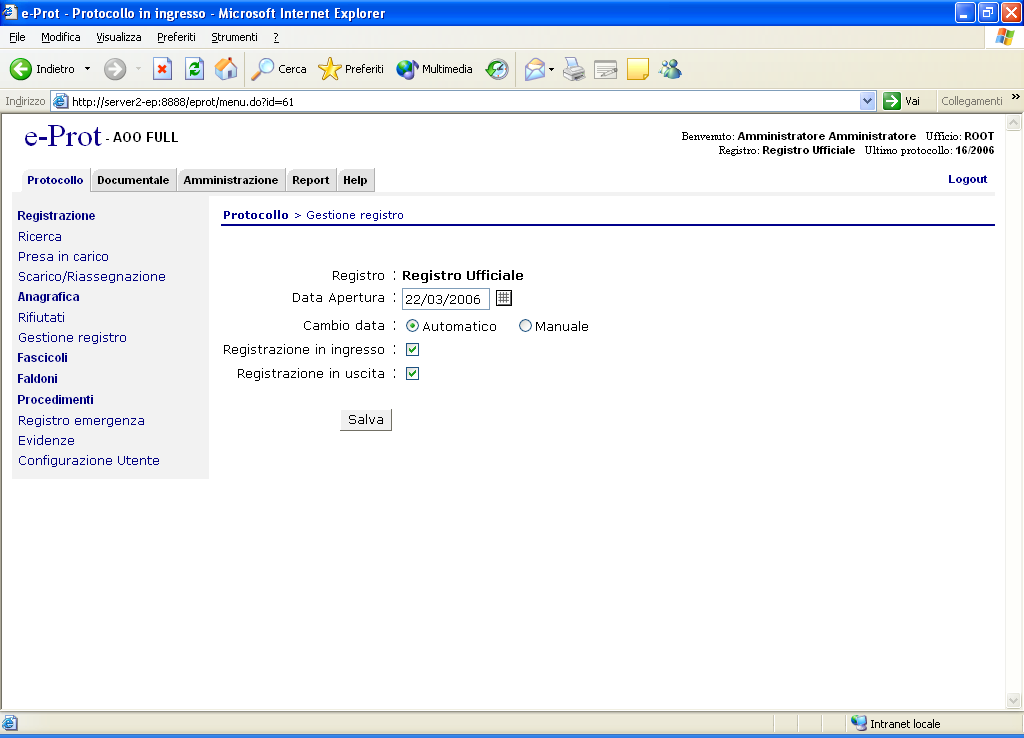 e-Prot - Protocollo in ingresso - Microsoft Internet Explorer
File Modifica Visualizza Preferiti Strumenti ?
Indietro Cerca Preferiti Multimedia
Indirizzo http://server2-ep:8888/eprot/menu.do?id=61 Vai Collegamenti »
e-Prot - AOO FULL
Benvenuto: Amministratore Amministratore Ufficio: ROOT
Registro: Registro Ufficiale Ultimo protocollo: 16/2006
Protocollo Documentale Amministrazione Report Help Logout
Registrazione
Ricerca
Presa in carico
Scarico/Riassegnazione
Anagrafica
Rifiutati
Gestione registro
Fascicoli
Faldoni
Procedimenti
Registro emergenza
Evidenze
Configurazione Utente
Protocollo > Gestione registro
Registro : Registro Ufficiale
Data Apertura : 22/03/2006
Cambio data : Automatico Manuale
Registrazione in ingresso :
Registrazione in uscita :
Salva
Intranet locale